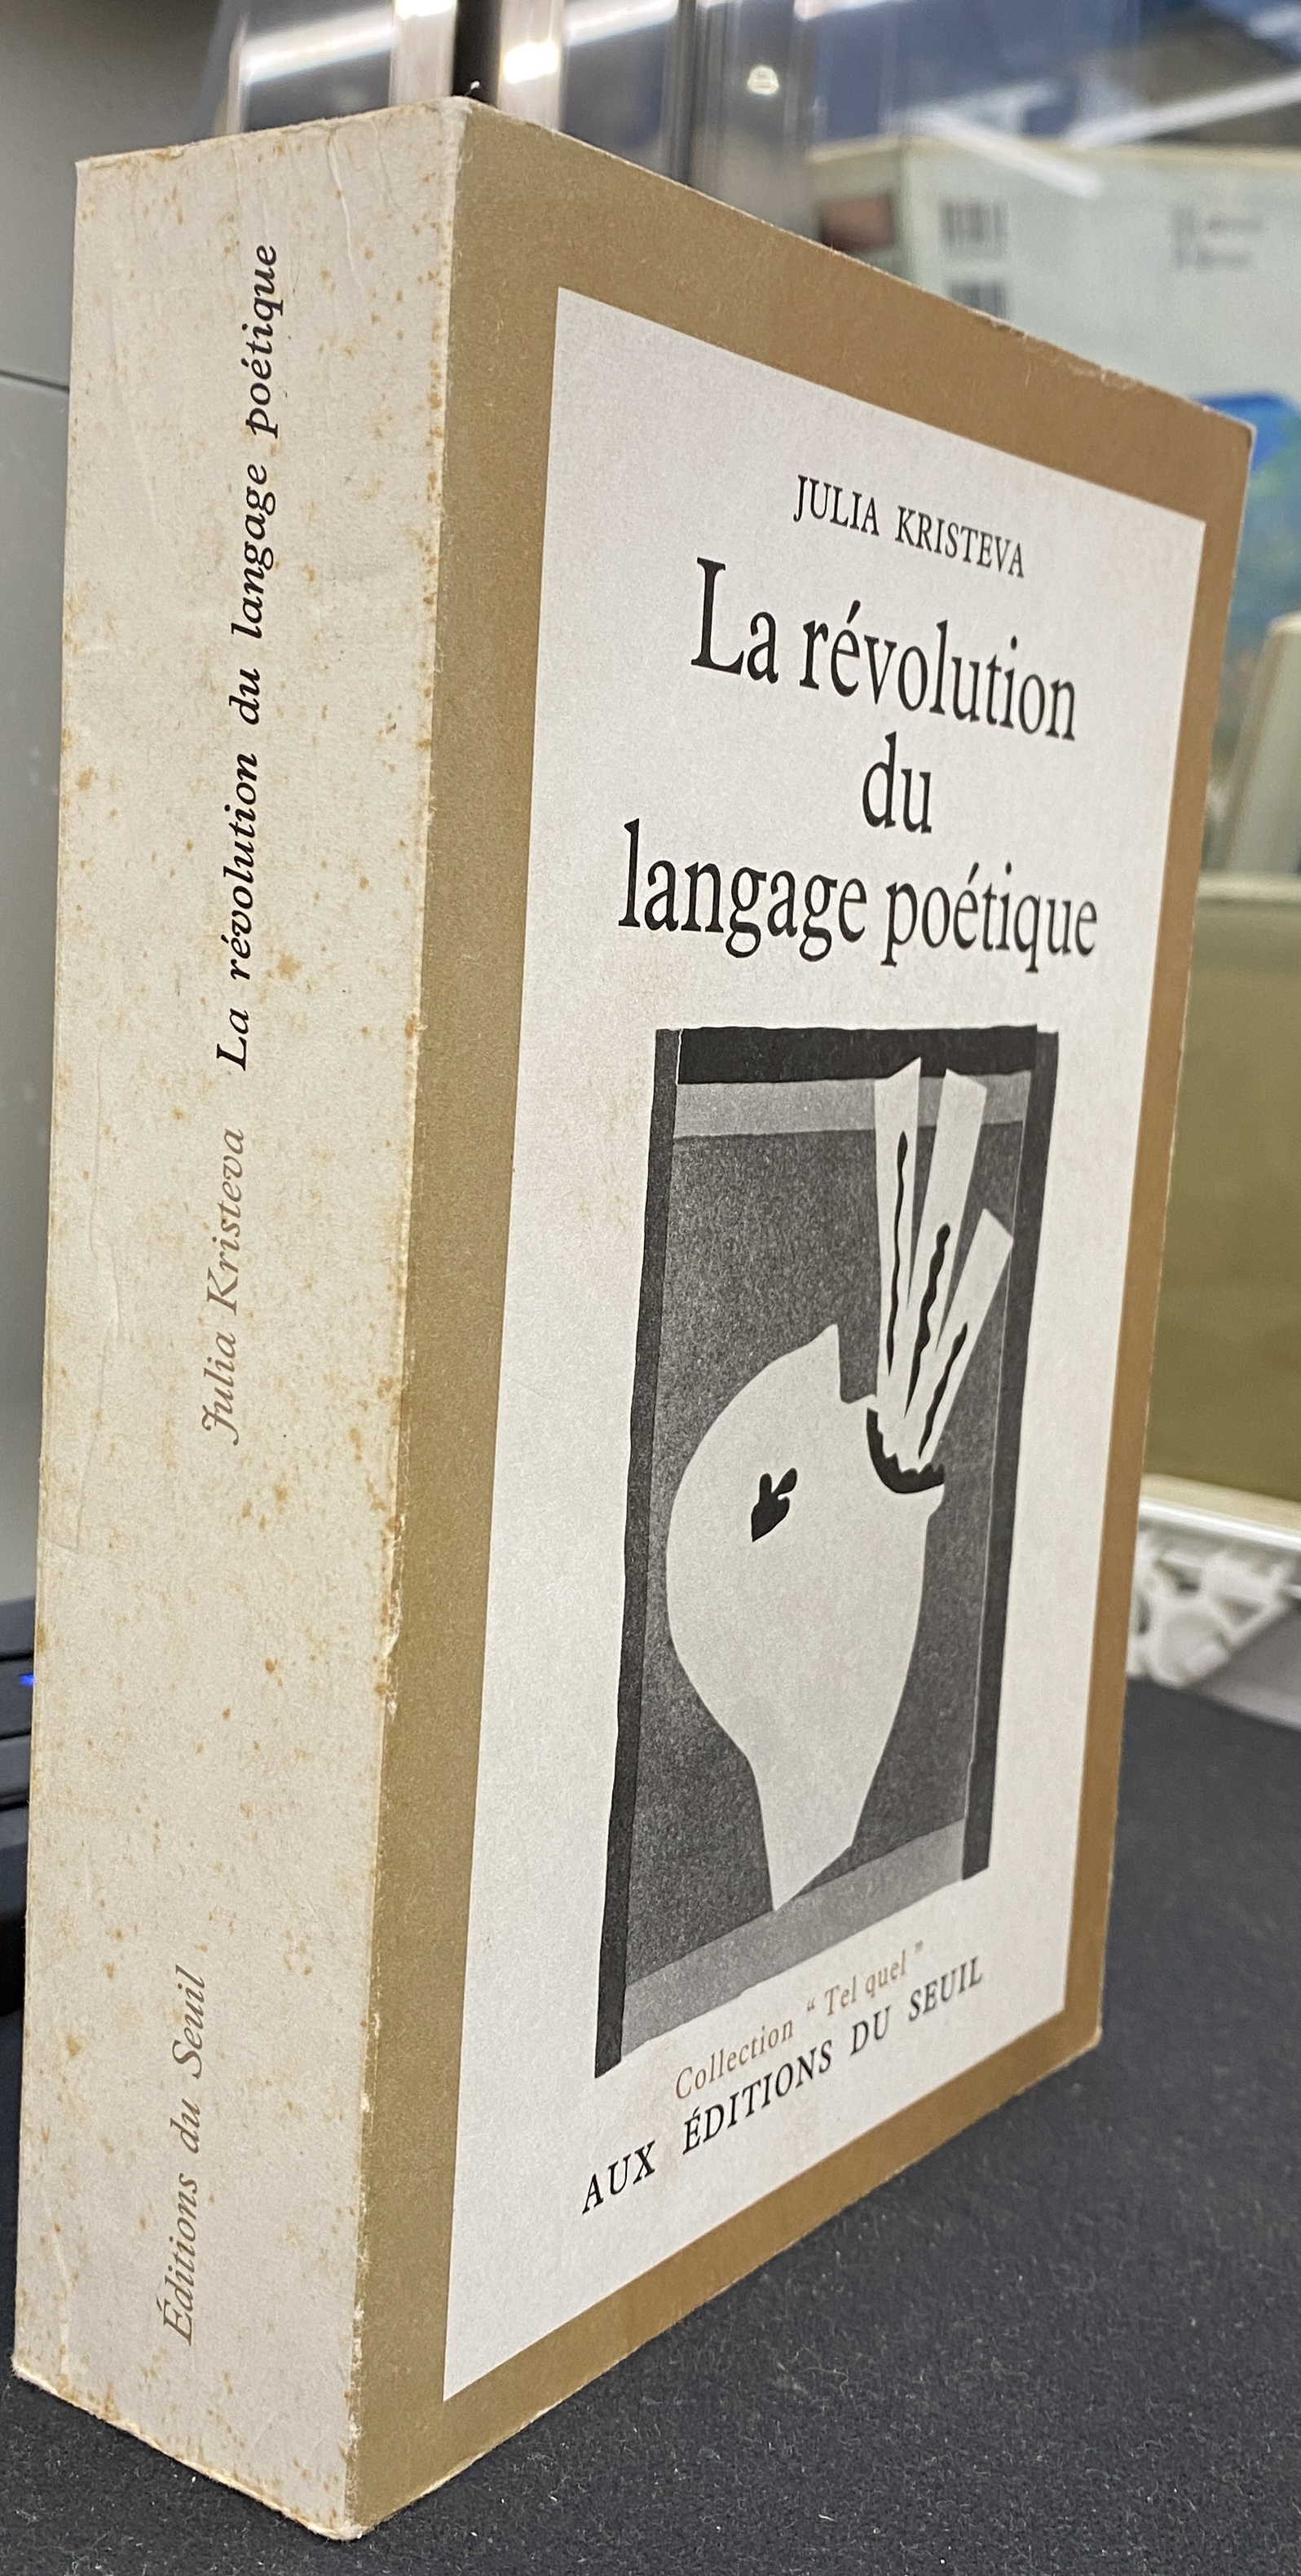 Julia Kristeva La révolution du langage poétique
Éditions du Seuil
JULIA KRISTEVA
La révolution
du
langage poétique
Collection “ Tel quel ”
AUX ÉDITIONS DU SEUIL